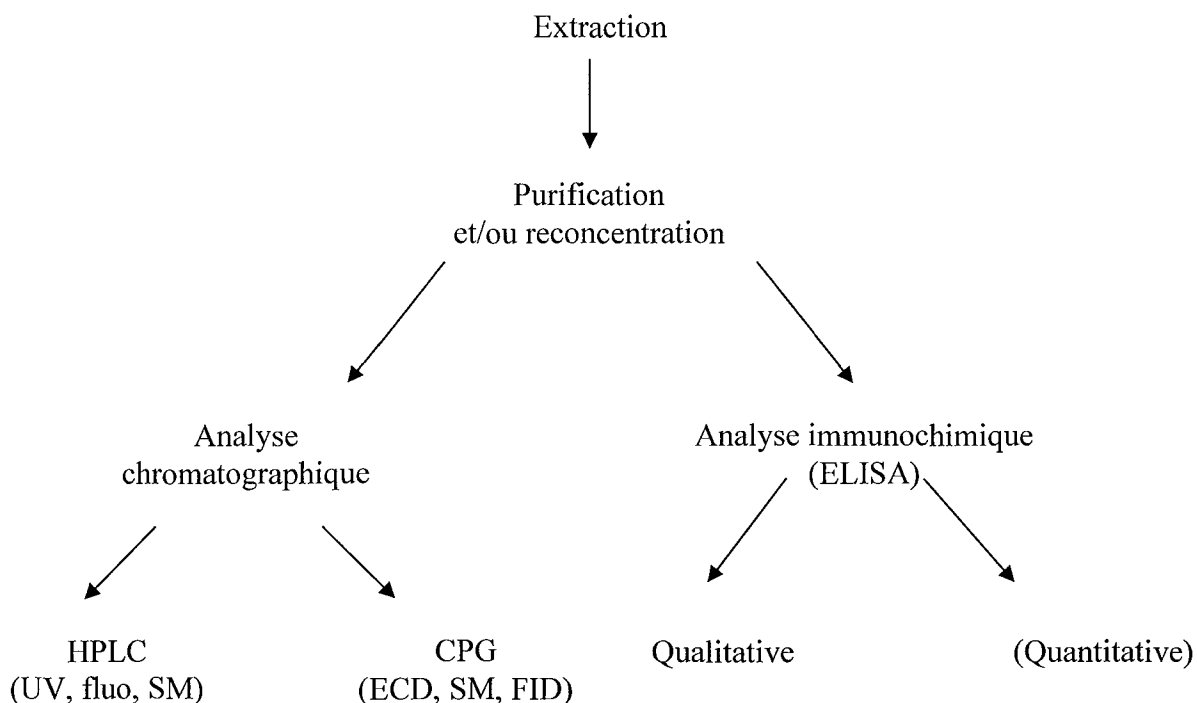 Extraction
Purification
et/ou reconcentration
Analyse
chromatographique
Analyse immunochimique
(ELISA)
HPLC
(UV, fluo, SM)
CPG
(ECD, SM, FID)
Qualitative
(Quantitative)